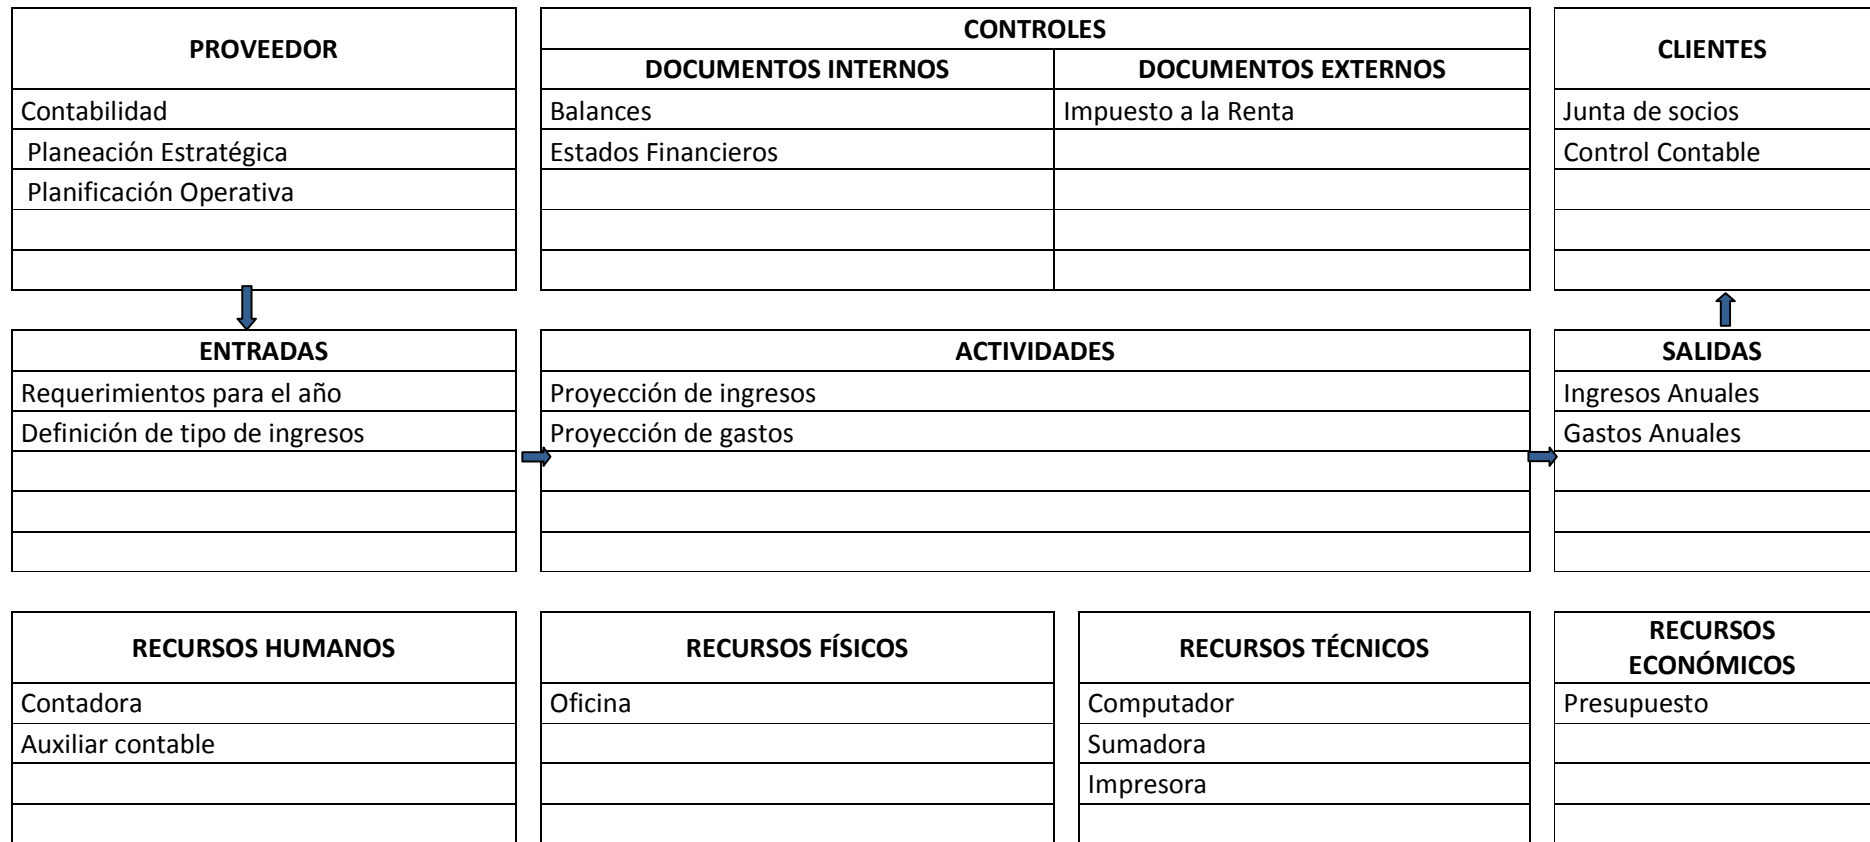 PROVEEDOR
Contabilidad
Planeación Estratégica
Planificación Operativa
CONTROLES
DOCUMENTOS INTERNOS
Balances
Estados Financieros
DOCUMENTOS EXTERNOS
Impuesto a la Renta
CLIENTES
Junta de socios
Control Contable
ENTRADAS
Requerimientos para el año
Definición de tipo de ingresos
ACTIVIDADES
Proyección de ingresos
Proyección de gastos
SALIDAS
Ingresos Anuales
Gastos Anuales
RECURSOS HUMANOS
Contadora
Auxiliar contable
RECURSOS FÍSICOS
Oficina
RECURSOS TÉCNICOS
Computador
Sumadora
Impresora
RECURSOS
ECONÓMICOS
Presupuesto